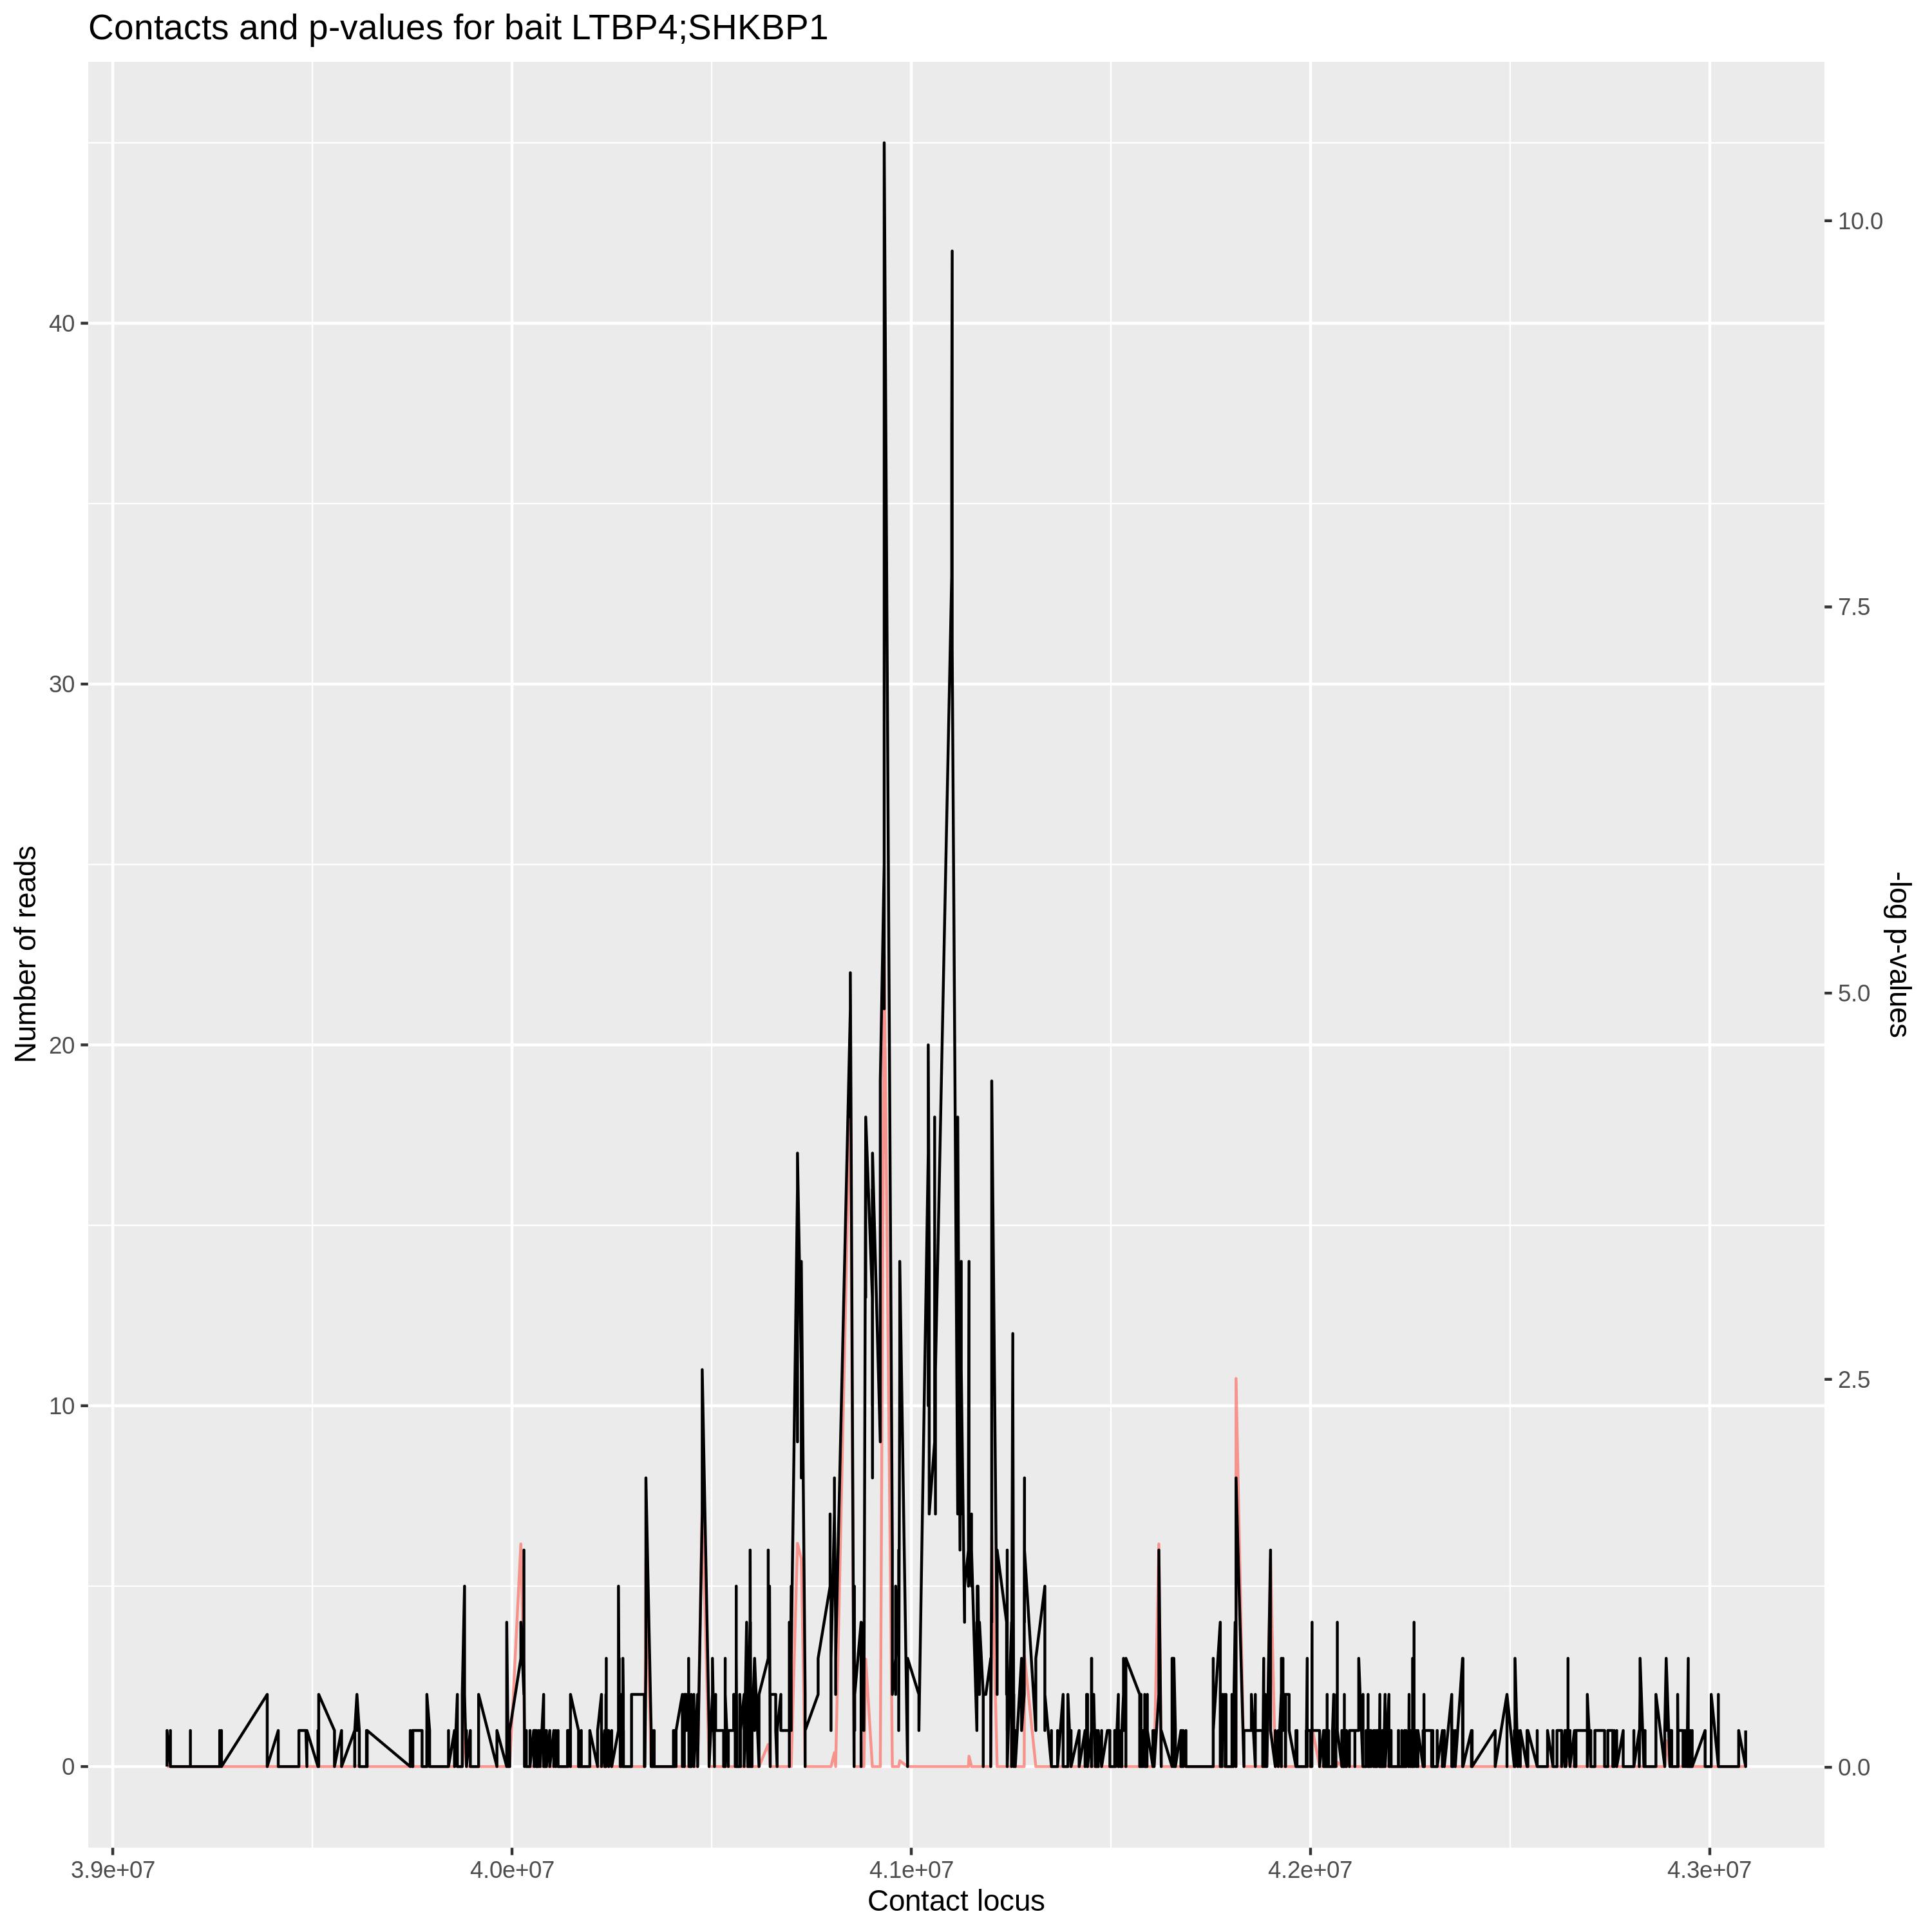 Contacts and p-values for bait LTBP4;SHKBP1
Number of reads
40
30
20
10
0
10.0
7.5
5.0
2.5
0.0
-log p-values
3.9e+07 4.0e+07 4.1e+07 4.2e+07 4.3e+07
Contact locus